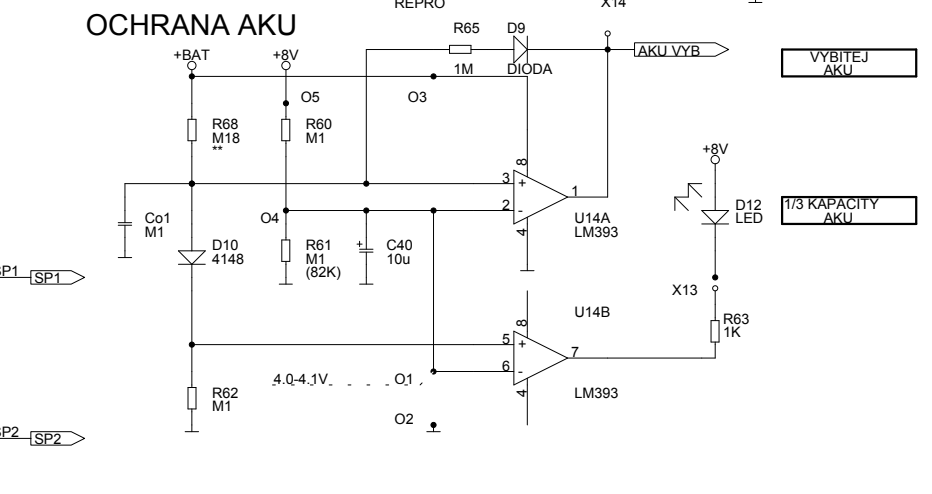 REPRO
X14
OCHRANA AKU
R65
D9
+BAT
+8V
AKU VYB
1M
DIODA
VYBITEJ
AKU
O5
O3
R68
M18
**
R60
M1
8
+8V
3
+
1
2
-
D12
LED
1/3 KAPACITY
AKU
Co1
M1
O4
U14A
LM393
4
D10
4148
R61
M1
(82K)
+
C40
10u
SP1
SP1
X13
U14B
8
R63
1K
5
+
7
6
-
4.0-4.1V
O1
R62
M1
4
LM393
O2
SP2
SP2